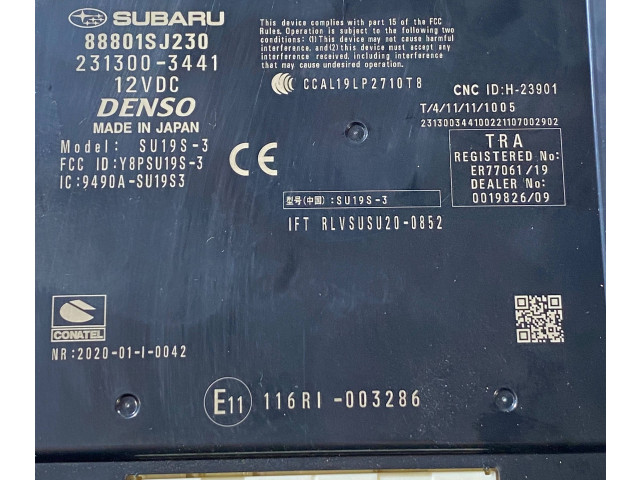 SUBARU
88801SJ230
231300-3441
12VDC
DENSO
MADE IN JAPAN
Model: SU19S-3
FCC ID:Y8PSU19S-3
IC:9490A-SU19S3
This device complies with part 15 of the FCC
Rules. Operation is subject to the following two
conditions: (1) This device may not cause harmful
interference, and (2) this device must accept
any interference received, including
interference that may cause
undesired operation.
CCAL19LP2710T8
CNC ID:H-23901
T/4/11/11/1005
231300344100221107002902
TRA
REGISTERED No:
ER77061/19
DEALER No:
0019826/09
CE
型号(中国):SU19S-3
IFT RLVSUSU20-0852
CONATEL
NR:2020-01-I-0042
E11 116RI-003286